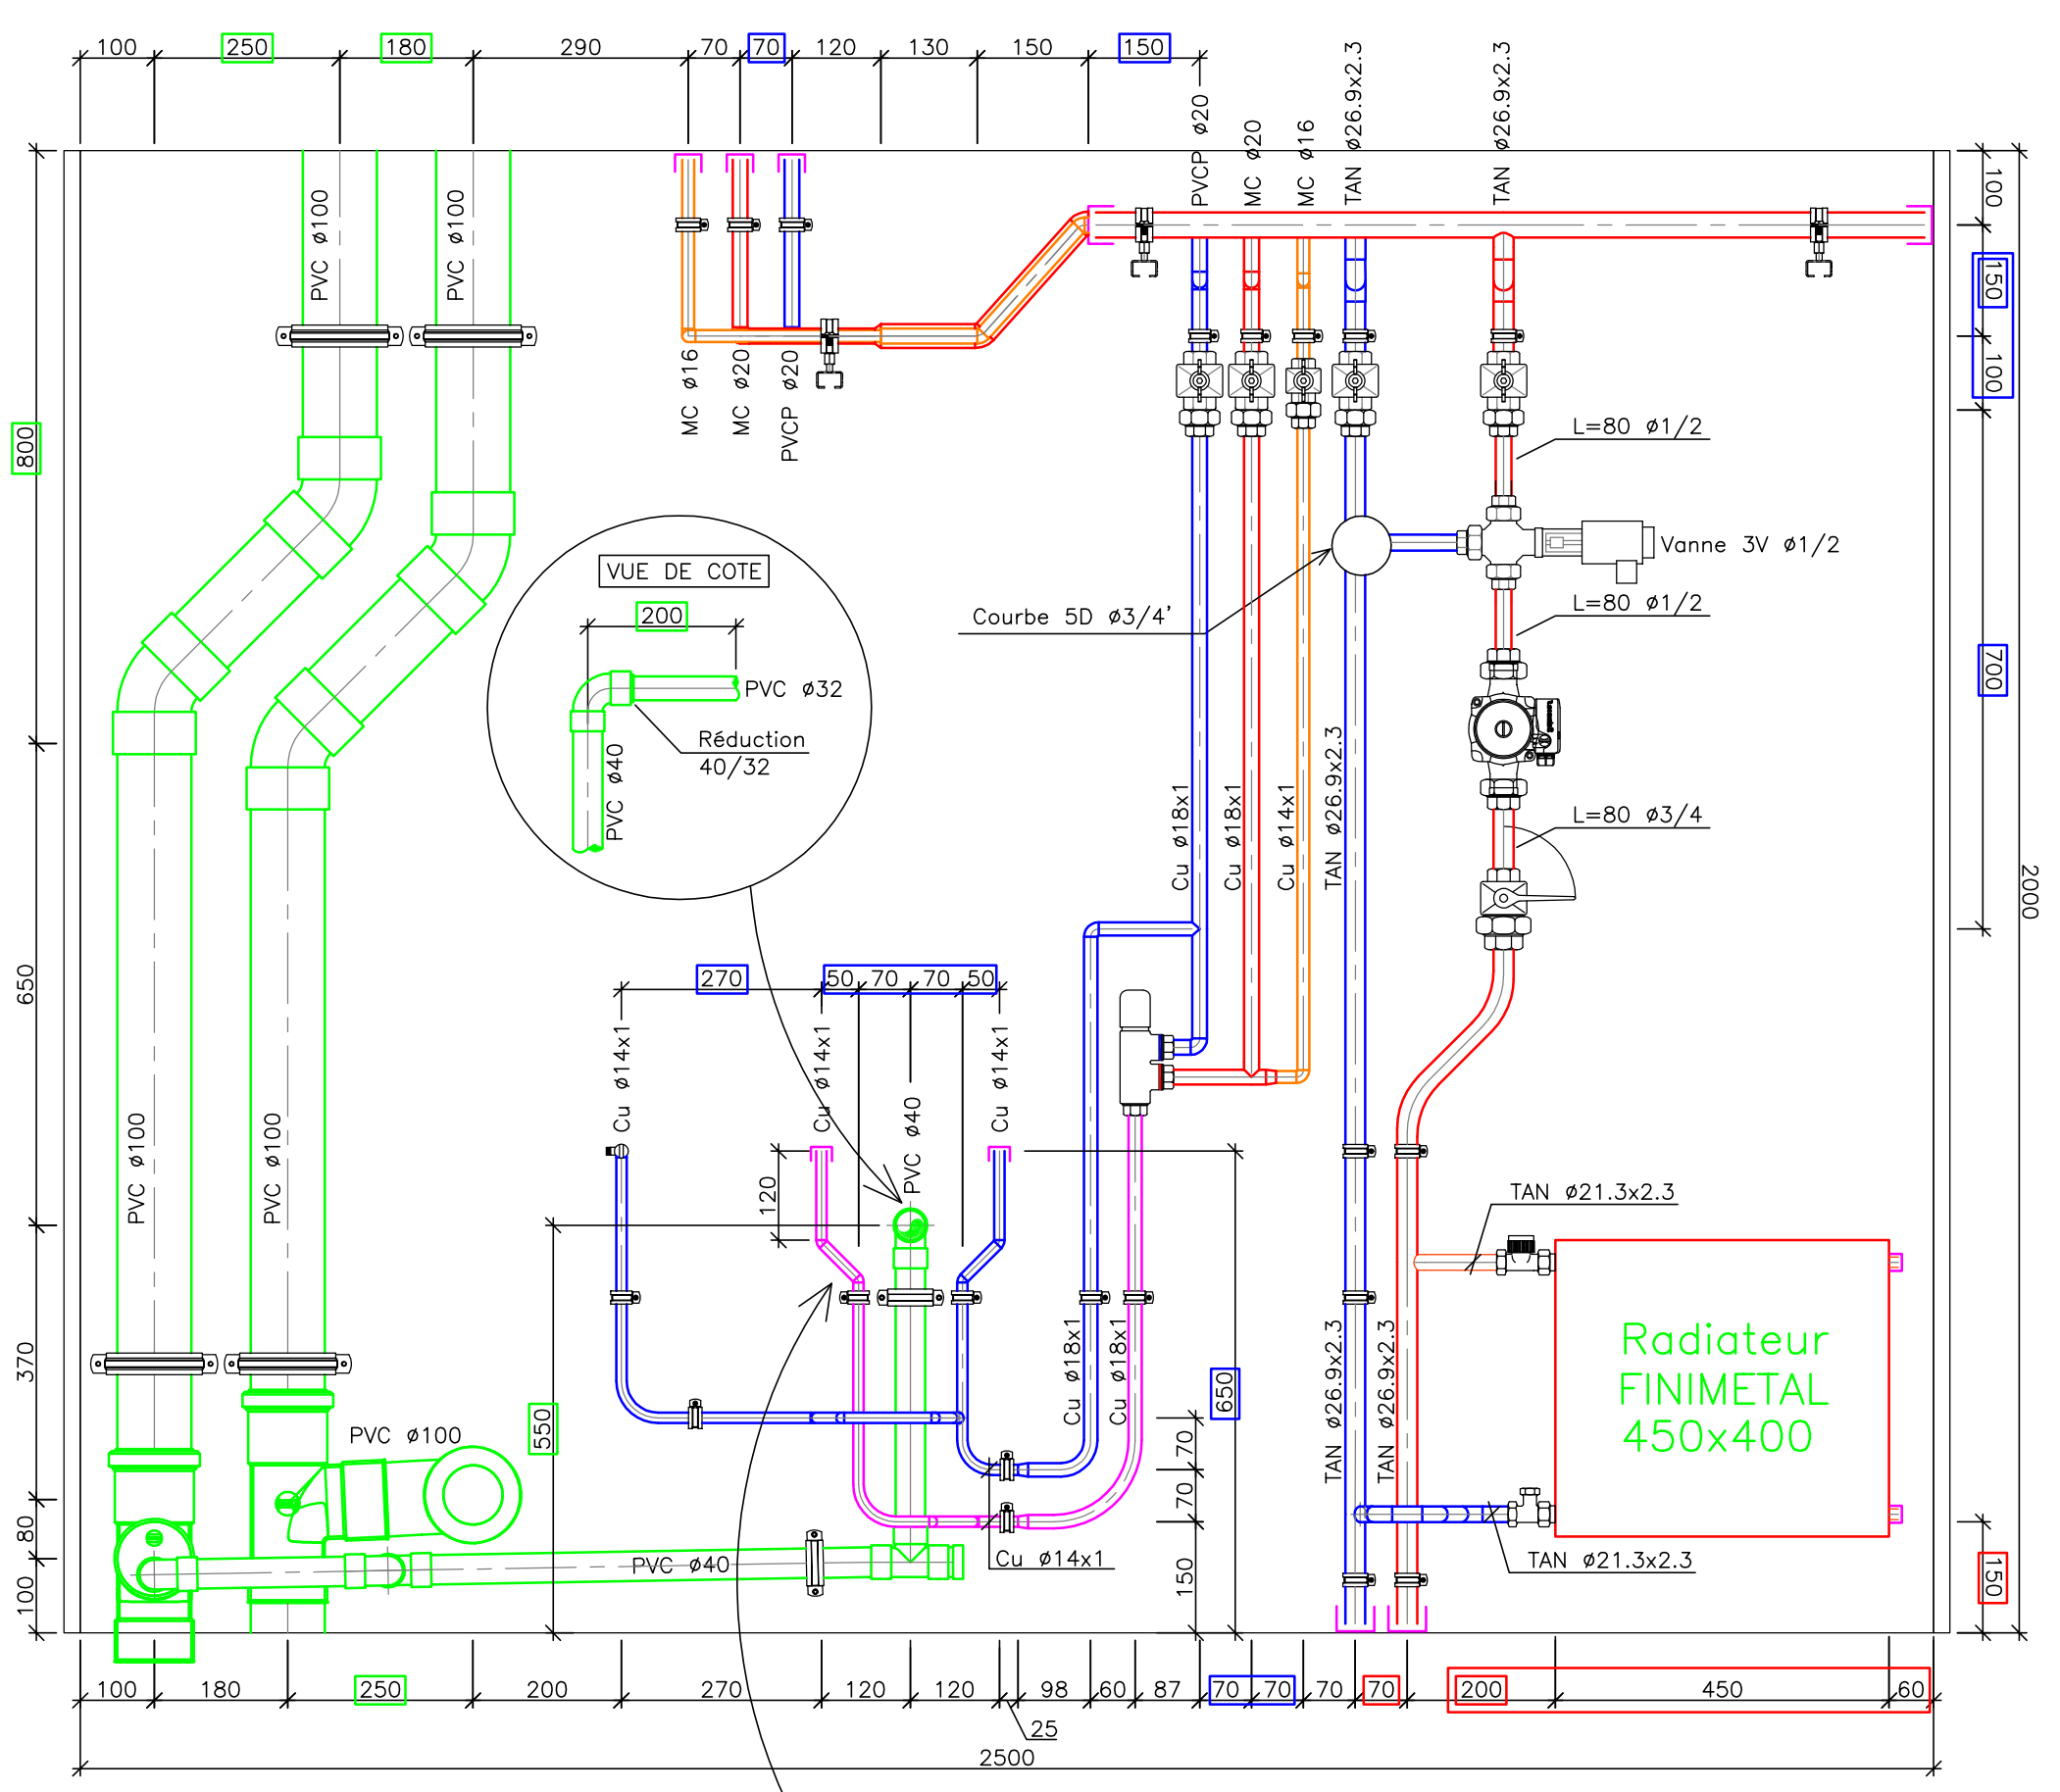 100
250
180
290
70
70
120
130
150
150
PVC ø100
PVC ø100
PVCP ø20
MC ø20
MC ø16
TAN ø26.9x2.3
TAN ø26.9x2.3
100
150
100
700
2000
150
800
650
370
80
100
MC ø16
MC ø20
PVCP ø20
L=80 ø1/2
Vanne 3V ø1/2
L=80 ø1/2
L=80 ø3/4
Courbe 5D ø3/4'
VUE DE COTE
200
PVC ø32
Réduction
40/32
PVC ø40
Cu ø18x1
Cu ø18x1
Cu ø14x1
TAN ø26.9x2.3
270
50
70
70
50
Cu ø14x1
Cu ø14x1
PVC ø40
Cu ø14x1
PVC ø100
PVC ø100
120
550
650
70
70
150
TAN ø21.3x2.3
Radiateur
FINIMETAL
450x400
TAN ø21.3x2.3
Cu ø18x1
Cu ø18x1
TAN ø26.9x2.3
TAN ø26.9x2.3
PVC ø100
PVC ø40
Cu ø14x1
100
180
250
200
270
120
120
25
98
60
87
70
70
70
70
200
450
60
2500